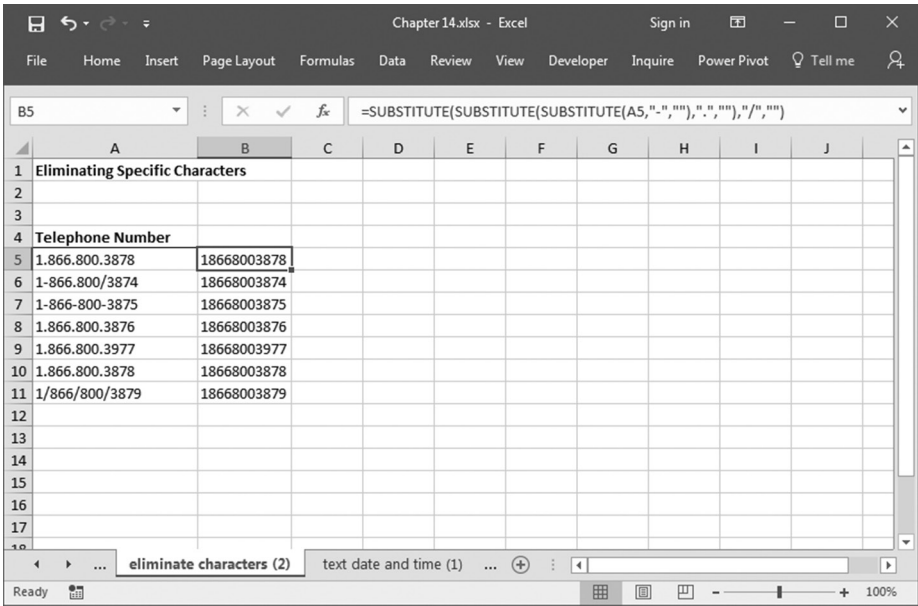 Chapter 14.xlsx - Excel Sign in
File Home Insert Page Layout Formulas Data Review View Developer Inquire Power Pivot Tell me
B5 fx =SUBSTITUTE(SUBSTITUTE(SUBSTITUTE(A5,"-",""),".",""),"/","")
A B C D E F G H I J
1 Eliminating Specific Characters
2
3
4 Telephone Number
5 1.866.800.3878 18668003878
6 1-866.800/3874 18668003874
7 1-866-800-3875 18668003875
8 1.866.800.3876 18668003876
9 1.866.800.3977 18668003977
10 1.866.800.3878 18668003878
11 1/866/800/3879 18668003879
12
13
14
15
16
17
18
... eliminate characters (2) text date and time (1) ...
Ready 100%